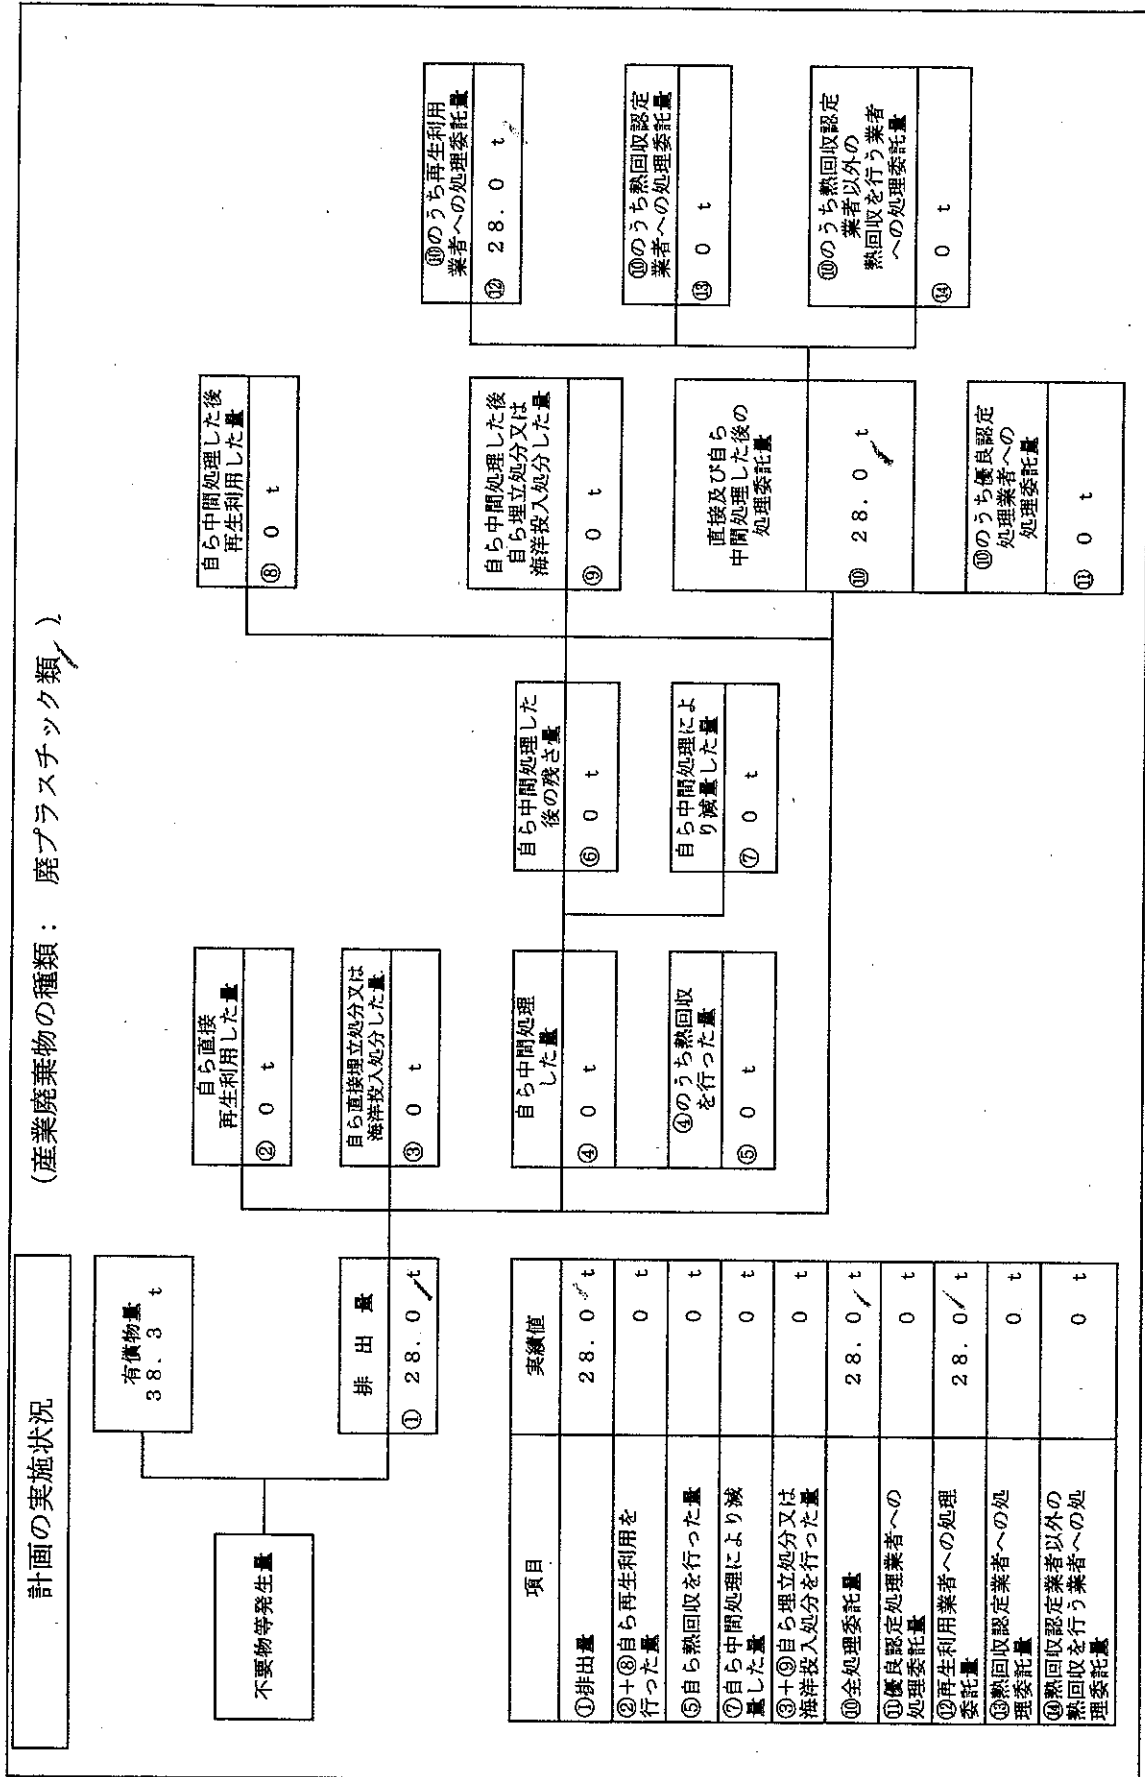 計画の実施状況
(産業廃棄物の種類: 廃プラスチック類 )
不要物等発生量
有償物量
38.3 t
排 出 量
① 28.0 t
自ら直接
再生利用した量
② 0 t
自ら直接埋立処分又は
海洋投入処分した量
③ 0 t
自ら中間処理
した量
④ 0 t
④のうち熱回収
を行った量
⑤ 0 t
自ら中間処理した
後の残さ量
⑥ 0 t
自ら中間処理によ
り減量した量
⑦ 0 t
自ら中間処理した後
再生利用した量
⑧ 0 t
自ら中間処理した後
自ら埋立処分又は
海洋投入処分した量
⑨ 0 t
直接及び自ら
中間処理した後の
処理委託量
⑩ 28.0 t
⑩のうち優良認定
処理業者への
処理委託量
⑪ 0 t
⑩のうち再生利用
業者への処理委託量
⑫ 28.0 t
⑩のうち熱回収認定
業者への処理委託量
⑬ 0 t
⑩のうち熱回収認定
業者以外の
熱回収を行う業者
への処理委託量
⑭ 0 t
項目 実績値
①排出量 28.0 t
②+⑧自ら再生利用を
行った量 0 t
⑤自ら熱回収を行った量 0 t
⑦自ら中間処理により減
量した量 0 t
③+⑨自ら埋立処分又は
海洋投入処分を行った量 0 t
⑩全処理委託量 28.0 t
⑪優良認定処理業者への
処理委託量 0 t
⑫再生利用業者への処理
委託量 28.0 t
⑬熱回収認定業者への処
理委託量 0 t
⑭熱回収認定業者以外の
熱回収を行う業者への処
理委託量 0 t